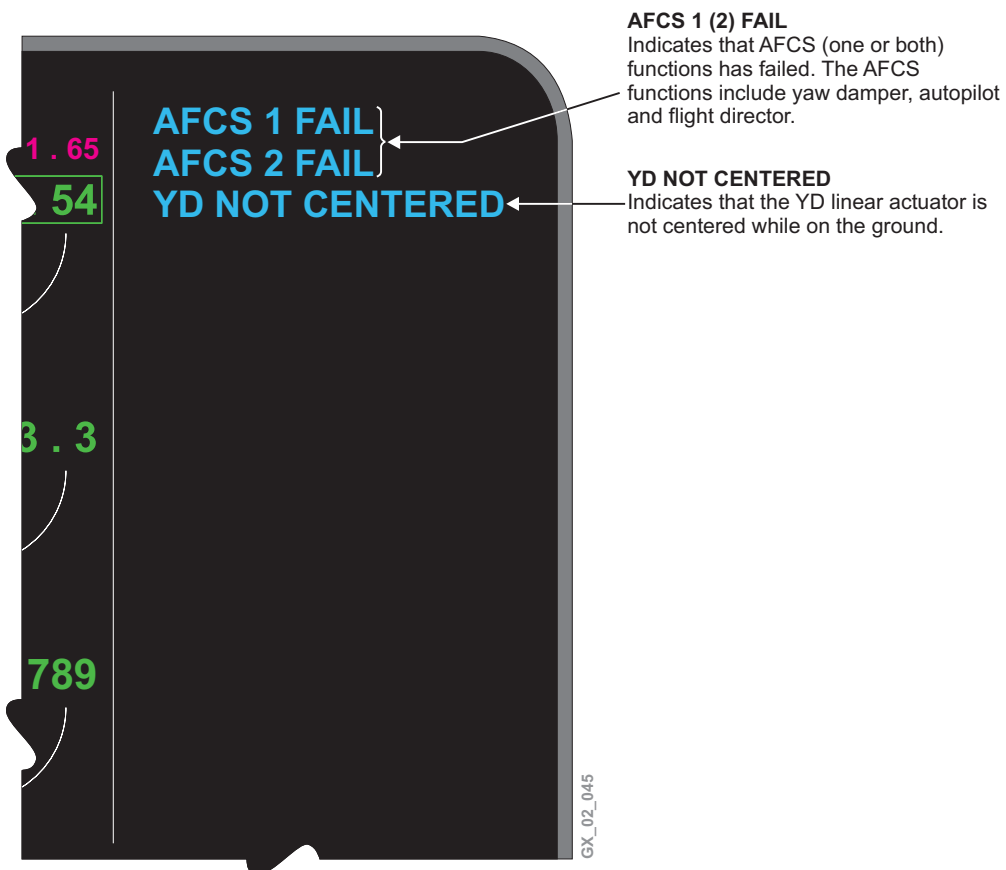 AFCS 1 (2) FAIL
Indicates that AFCS (one or both)
functions has failed. The AFCS
functions include yaw damper, autopilot
and flight director.
AFCS 1 FAIL
AFCS 2 FAIL
YD NOT CENTERED
YD NOT CENTERED
Indicates that the YD linear actuator is
not centered while on the ground.
1 . 65
54
3 . 3
789
GX_02_045